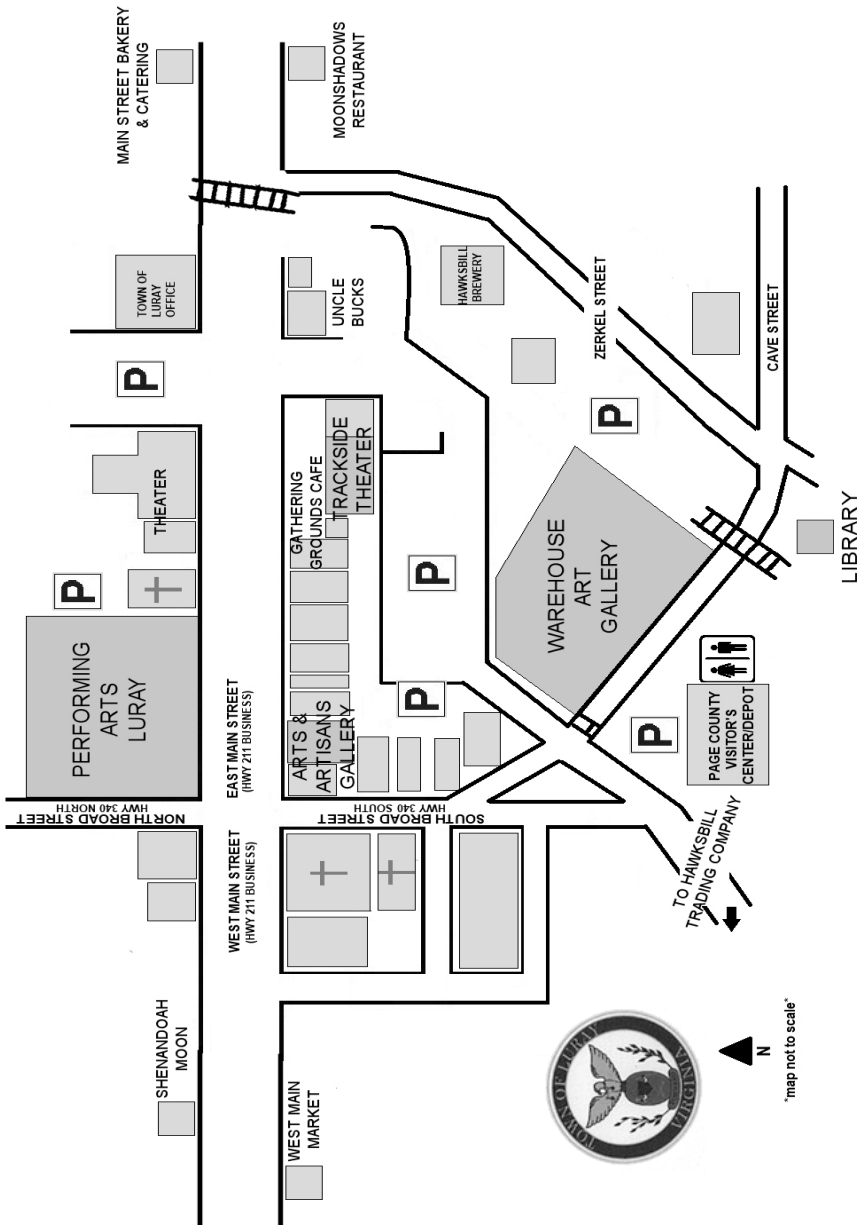 MAIN STREET BAKERY
& CATERING
MOONSHADOWS
RESTAURANT
TOWN OF
LURAY
OFFICE
UNCLE
BUCKS
HAWKSBILL
BREWERY
ZERKEL STREET
CAVE STREET
P
THEATER
P
GATHERING
GROUNDS CAFE
TRACKSIDE
THEATER
P
P
WAREHOUSE
ART
GALLERY
LIBRARY
PERFORMING
ARTS
LURAY
EAST MAIN STREET
(HWY 211 BUSINESS)
ARTS &
ARTISANS
GALLERY
P
P
PAGE COUNTY
VISITOR'S
CENTER/DEPOT
NORTH BROAD STREET
HWY 340 NORTH
SOUTH BROAD STREET
HWY 340 SOUTH
WEST MAIN STREET
(HWY 211 BUSINESS)
TO HAWKSBILL
TRADING COMPANY
SHENANDOAH
MOON
WEST MAIN
MARKET
TOWN OF LURAY
VIRGINIA
N
*map not to scale*